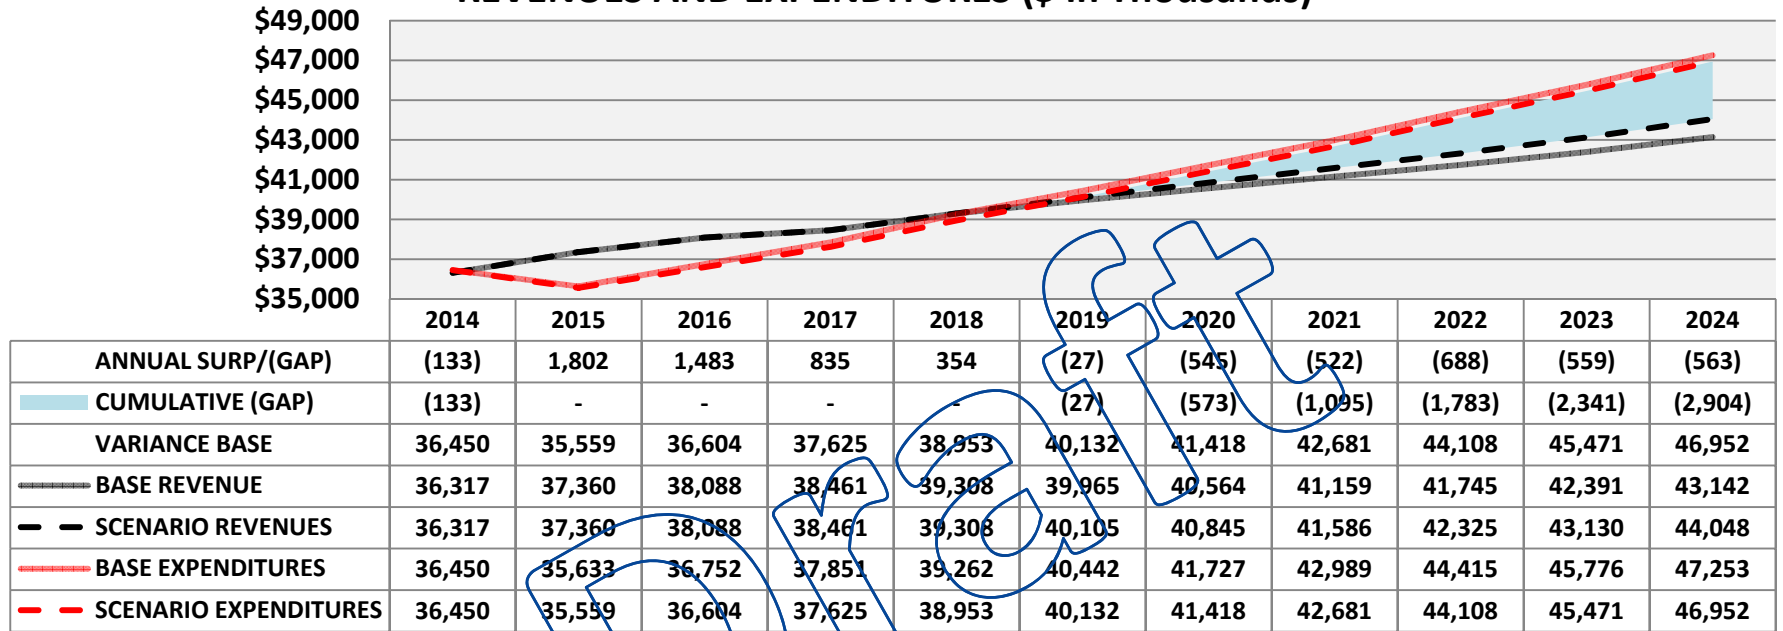 REVENUES AND EXPENDITURES ($ in Thousands)
$49,000
$47,000
$45,000
$43,000
$41,000
$39,000
$37,000
$35,000
2014 2015 2016 2017 2018 2019 2020 2021 2022 2023 2024
ANNUAL SURP/(GAP) (133) 1,802 1,483 835 354 (27) (545) (522) (688) (559) (563)
CUMULATIVE (GAP) (133) - - - - (27) (573) (1,095) (1,783) (2,341) (2,904)
VARIANCE BASE 36,450 35,559 36,604 37,625 38,953 40,132 41,418 42,681 44,108 45,471 46,952
BASE REVENUE 36,317 37,360 38,088 38,461 39,308 39,965 40,564 41,159 41,745 42,391 43,142
SCENARIO REVENUES 36,317 37,360 38,088 38,461 39,308 40,105 40,845 41,586 42,325 43,130 44,048
BASE EXPENDITURES 36,450 35,633 36,752 37,851 39,262 40,442 41,727 42,989 44,415 45,776 47,253
SCENARIO EXPENDITURES 36,450 35,559 36,604 37,625 38,953 40,132 41,418 42,681 44,108 45,471 46,952
Draft